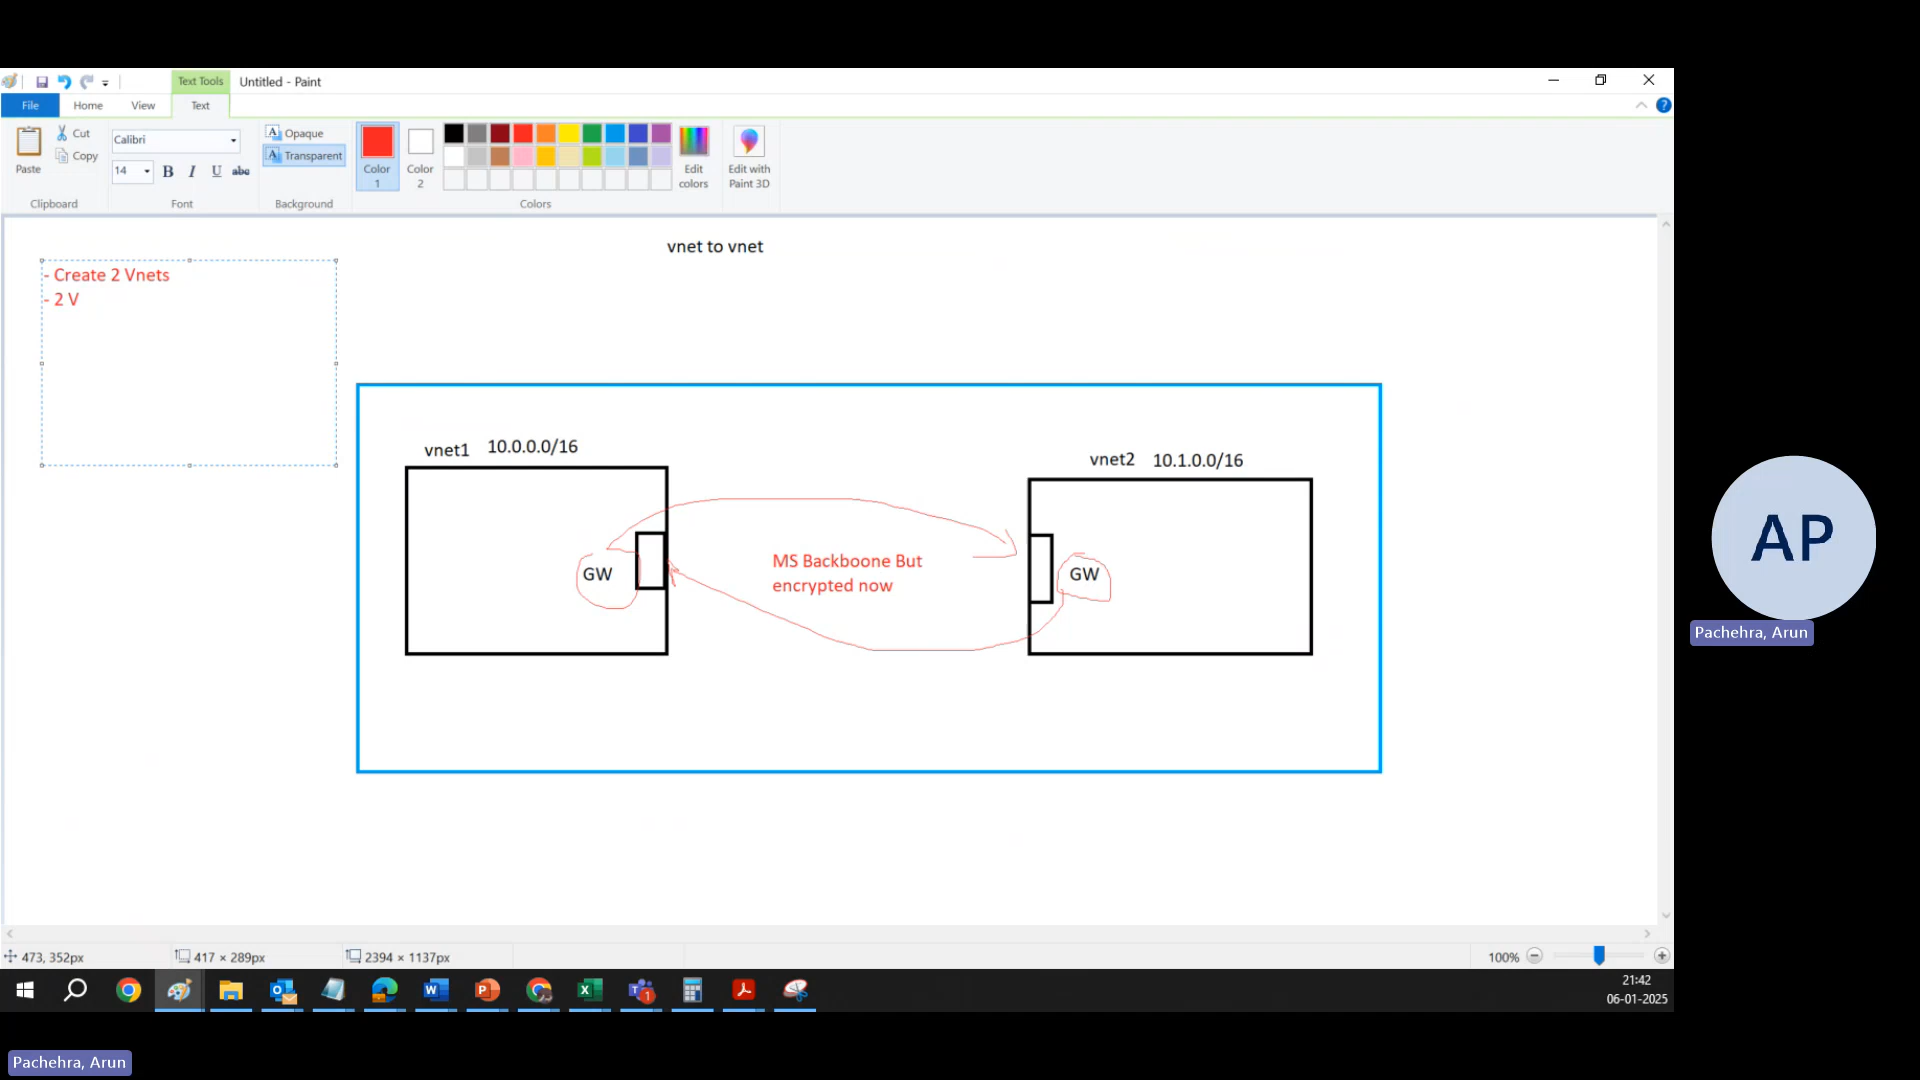 Text Tools
Untitled - Paint
File
Home
View
Text
?
Paste
Cut
Copy
Calibri
14
B
I
U
abc
A Opaque
A Transparent
Color
1
Color
2
Edit
colors
Edit with
Paint 3D
Clipboard
Font
Background
Colors
vnet to vnet
- Create 2 Vnets
- 2 V
vnet1
10.0.0.0/16
vnet2
10.1.0.0/16
GW
MS Backboone But
encrypted now
GW
AP
Pachehra, Arun
473, 352px
417 × 289px
2394 × 1137px
100%
21:42
06-01-2025
Pachehra, Arun